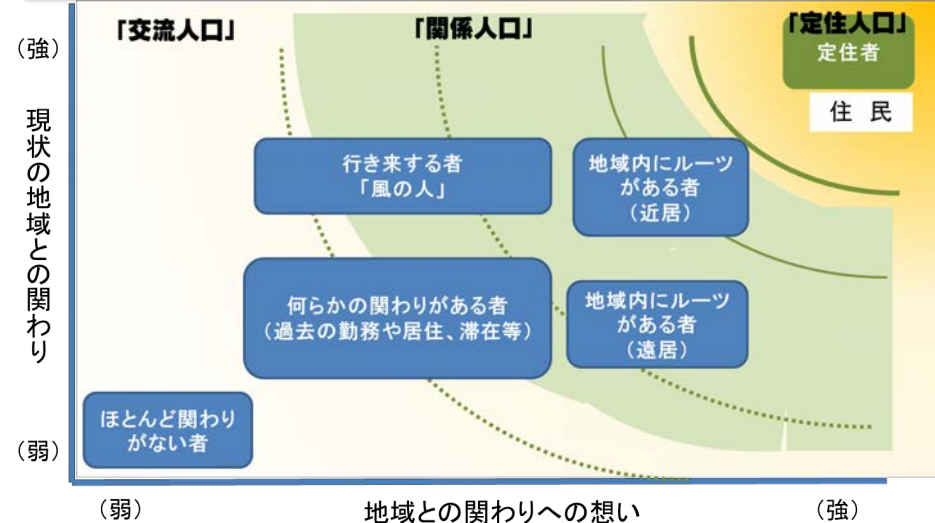 「交流人口」
「関係人口」
「定住人口」
定住者
住 民
（強）
現状の地域との関わり
（弱）
行き来する者
「風の人」
地域内にルーツ
がある者
（近居）
何らかの関わりがある者
（過去の勤務や居住、滞在等）
地域内にルーツ
がある者
（遠居）
ほとんど関わり
がない者
（弱）
地域との関わりへの想い
（強）